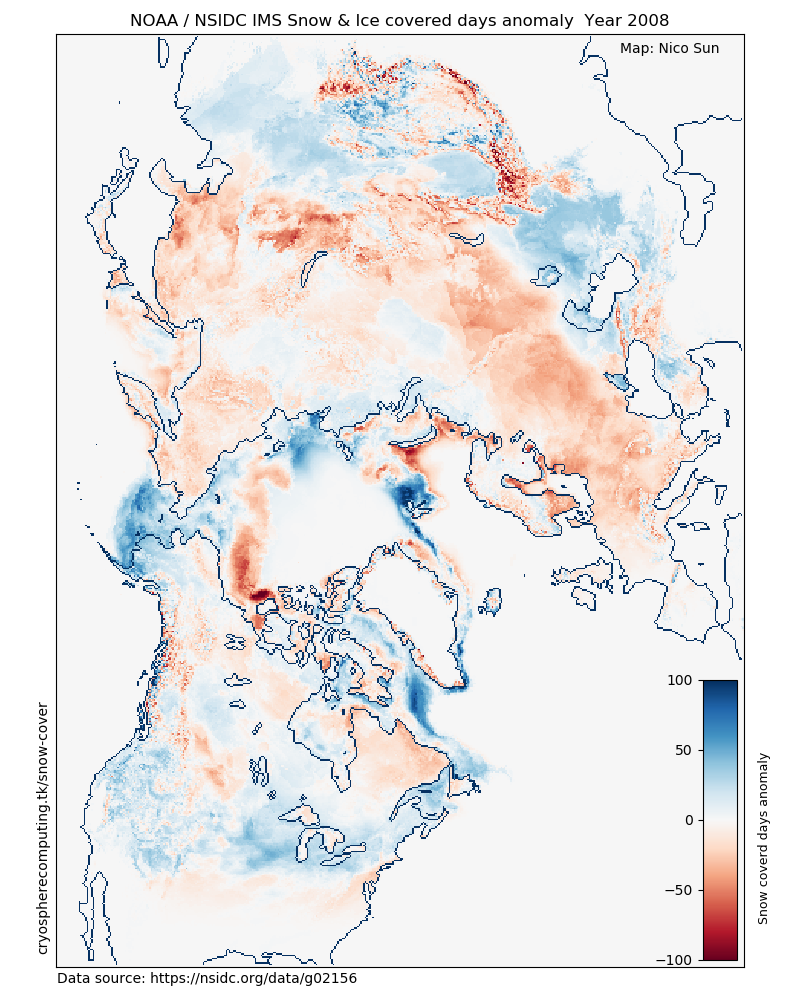 NOAA / NSIDC IMS Snow & Ice covered days anomaly  Year 2008
Map: Nico Sun
cryospherecomputing.tk/snow-cover
100
50
0
−50
−100
Snow coverd days anomaly
Data source: https://nsidc.org/data/g02156